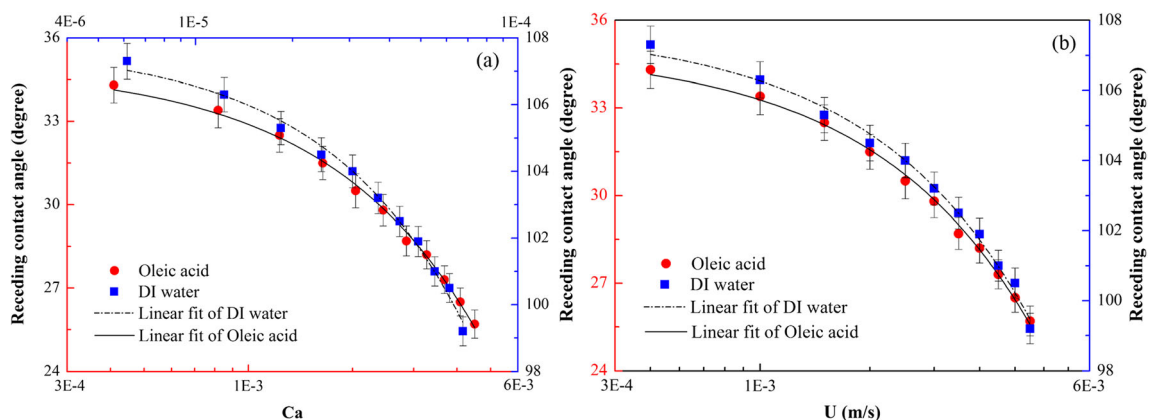 4E-6 1E-5 1E-4
(a)
36
33
30
27
24
108
106
104
102
100
98
Receding contact angle (degree)
Receding contact angle (degree)
Oleic acid
DI water
Linear fit of DI water
Linear fit of Oleic acid
3E-4 1E-3 6E-3
Ca
(b)
36
33
30
27
24
108
106
104
102
100
98
Receding contact angle (degree)
Receding contact angle (degree)
Oleic acid
DI water
Linear fit of DI water
Linear fit of Oleic acid
3E-4 1E-3 6E-3
U (m/s)